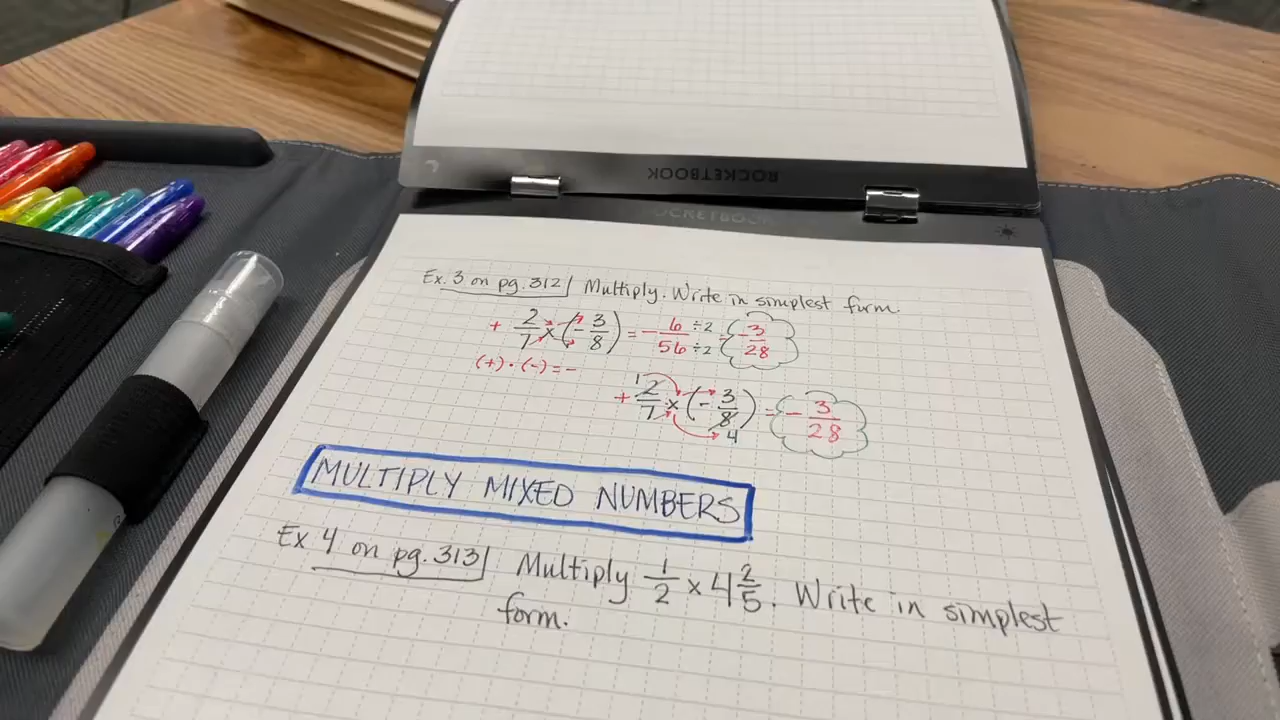 ROCKETBOOK
OCKETBOOK
Ex. 3 on pg. 312 Multiply. Write in simplest form.
+ 2/7 × (- 3/8) = - 6/56 ÷2/÷2 = - 3/28
(+) · (-) = -
+ 2/7 × (- 3/8) = - 3/28
1
4
MULTIPLY MIXED NUMBERS
Ex 4 on pg. 313 Multiply 1/2 × 4 2/5. Write in simplest
form.